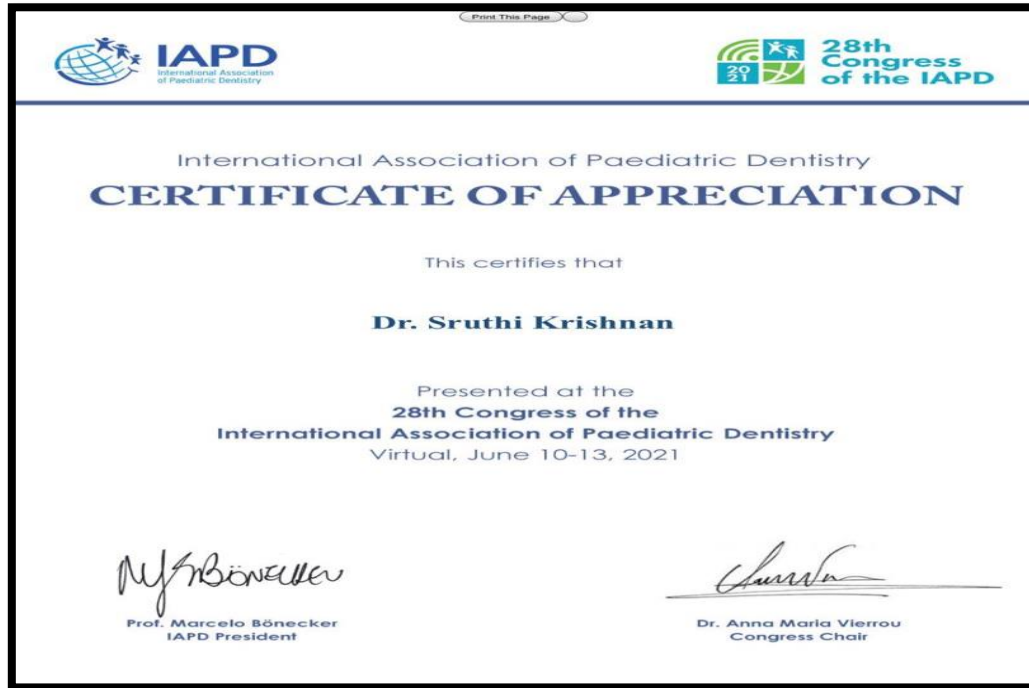 Print This Page
IAPD
International Association
of Paediatric Dentistry
2021
28th
Congress
of the IAPD
International Association of Paediatric Dentistry
CERTIFICATE OF APPRECIATION
This certifies that
Dr. Sruthi Krishnan
Presented at the
28th Congress of the
International Association of Paediatric Dentistry
Virtual, June 10-13, 2021
Prof. Marcelo Bönecker
IAPD President
Dr. Anna Maria Vierrou
Congress Chair